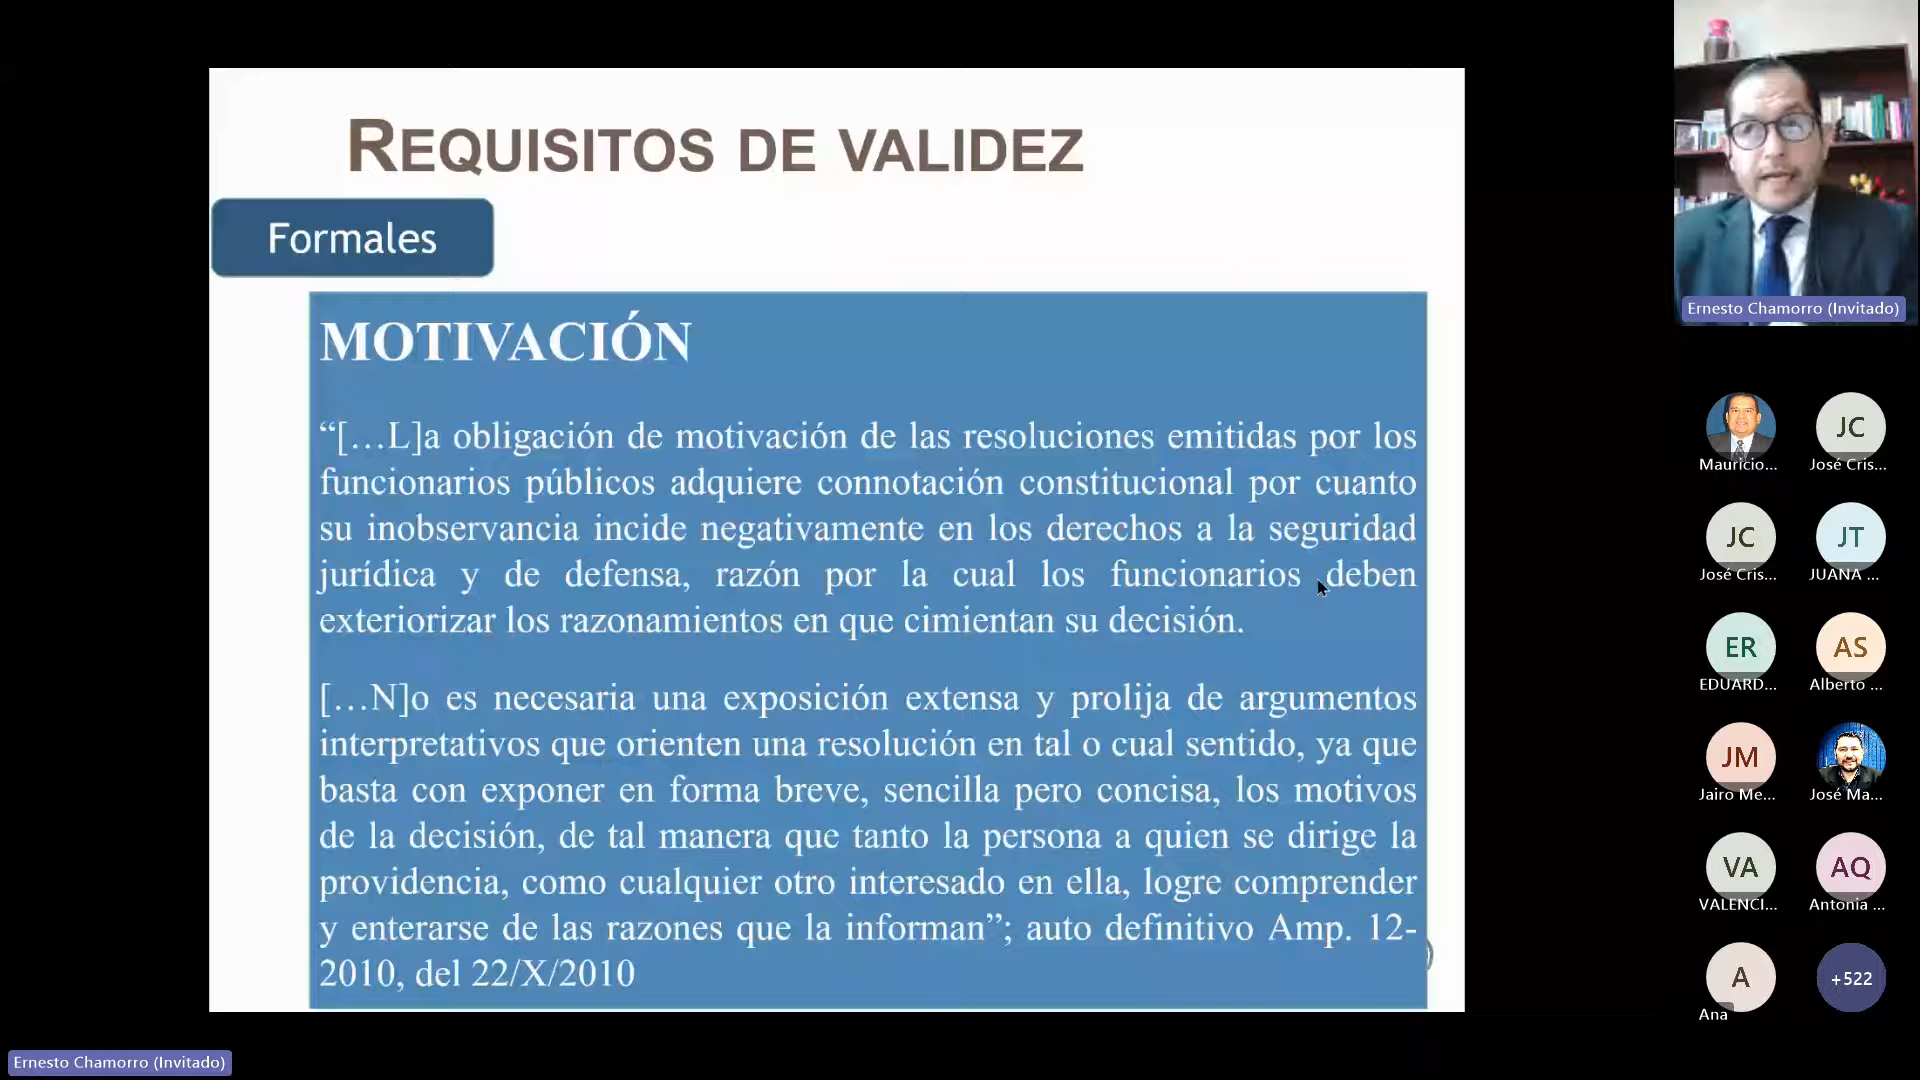 REQUISITOS DE VALIDEZ
Formales
MOTIVACIÓN
“[…L]a obligación de motivación de las resoluciones emitidas por los
funcionarios públicos adquiere connotación constitucional por cuanto
su inobservancia incide negativamente en los derechos a la seguridad
jurídica y de defensa, razón por la cual los funcionarios deben
exteriorizar los razonamientos en que cimientan su decisión.
[…N]o es necesaria una exposición extensa y prolija de argumentos
interpretativos que orienten una resolución en tal o cual sentido, ya que
basta con exponer en forma breve, sencilla pero concisa, los motivos
de la decisión, de tal manera que tanto la persona a quien se dirige la
providencia, como cualquier otro interesado en ella, logre comprender
y enterarse de las razones que la informan”; auto definitivo Amp. 12-
2010, del 22/X/2010
Ernesto Chamorro (Invitado)
Mauricio...
JC
José Cris...
JC
José Cris...
JT
JUANA ...
ER
EDUARD...
AS
Alberto ...
JM
Jairo Me...
José Ma...
VA
VALENCI...
AQ
Antonia ...
A
Ana
+522
Ernesto Chamorro (Invitado)